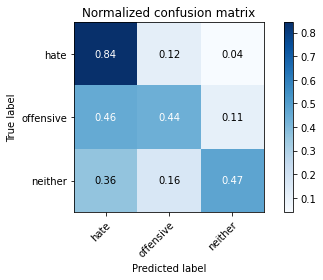 Normalized confusion matrix
True label
hate
0.84 0.12 0.04
offensive
0.46 0.44 0.11
neither
0.36 0.16 0.47
hate
offensive
neither
Predicted label
0.8
0.7
0.6
0.5
0.4
0.3
0.2
0.1